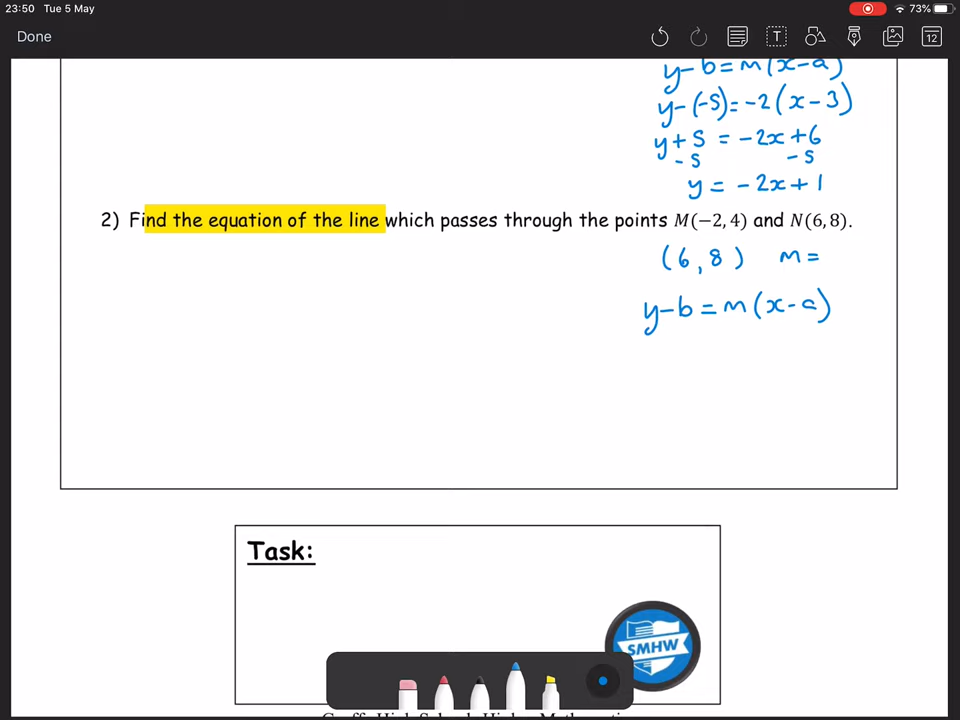 23:50 Tue 5 May
73%
Done
T
12
y-b=m(x-a)
y-(-5)=-2(x-3)
y+5 = -2x+6
-5 -5
y = -2x+1
2) Find the equation of the line which passes through the points M(−2, 4) and N(6, 8).
(6,8) m=
y-b=m(x-a)
Task:
SMHW